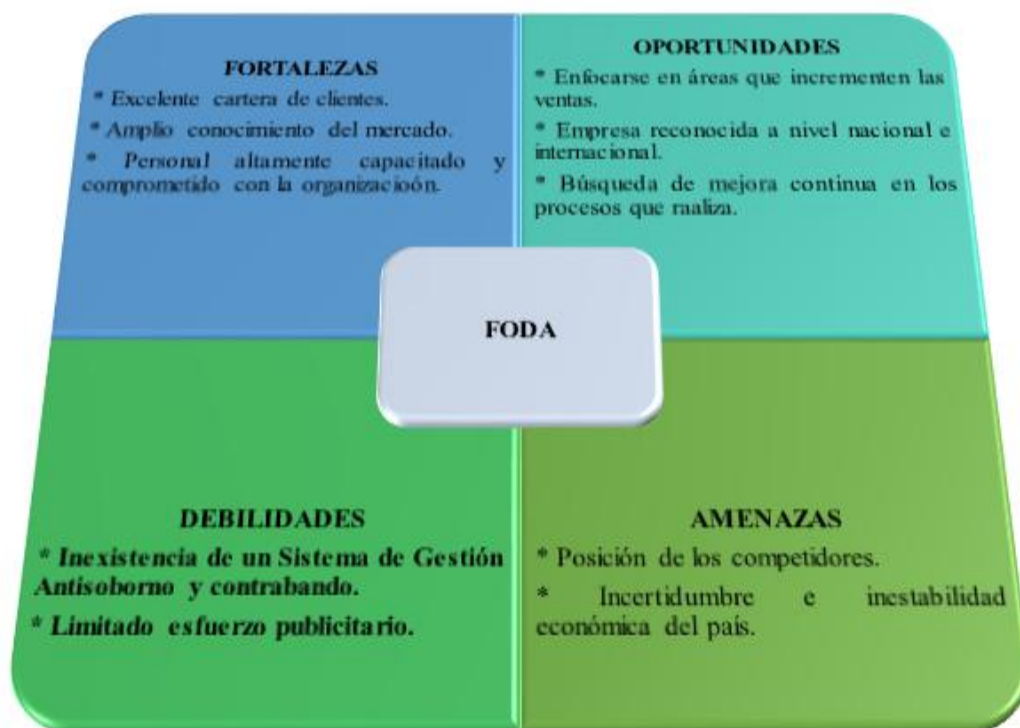 FORTALEZAS
* Excelente cartera de clientes.
* Amplio conocimiento del mercado.
* Personal altamente capacitado y
comprometido con la organizacioón.
OPORTUNIDADES
* Enfocarse en áreas que incrementen las
ventas.
* Empresa reconocida a nivel nacional e
internacional.
* Búsqueda de mejora continua en los
procesos que raaliza.
FODA
DEBILIDADES
* Inexistencia de un Sistema de Gestión
Antisoborno y contrabando.
* Limitado esfuerzo publicitario.
AMENAZAS
* Posición de los competidores.
* Incertidumbre e inestabilidad
económica del país.